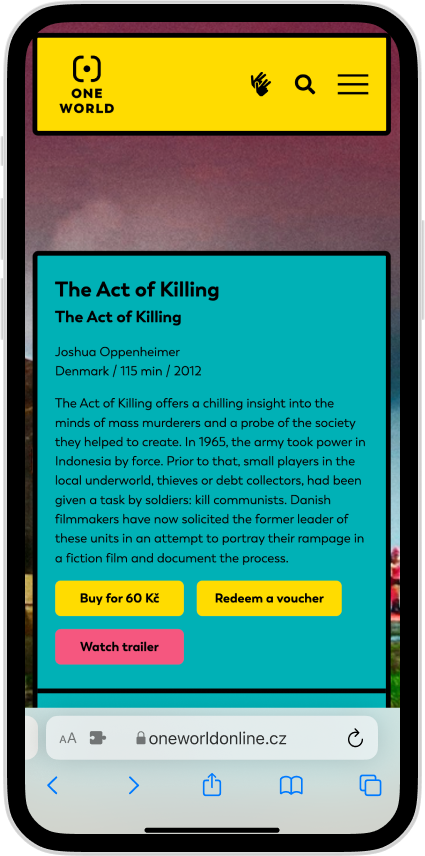 ONE
WORLD
The Act of Killing
The Act of Killing
Joshua Oppenheimer
Denmark / 115 min / 2012
The Act of Killing offers a chilling insight into the
minds of mass murderers and a probe of the society
they helped to create. In 1965, the army took power in
Indonesia by force. Prior to that, small players in the
local underworld, thieves or debt collectors, had been
given a task by soldiers: kill communists. Danish
filmmakers have now solicited the former leader of
these units in an attempt to portray their rampage in
a fiction film and document the process.
Buy for 60 Kč Redeem a voucher
Watch trailer
AA oneworldonline.cz